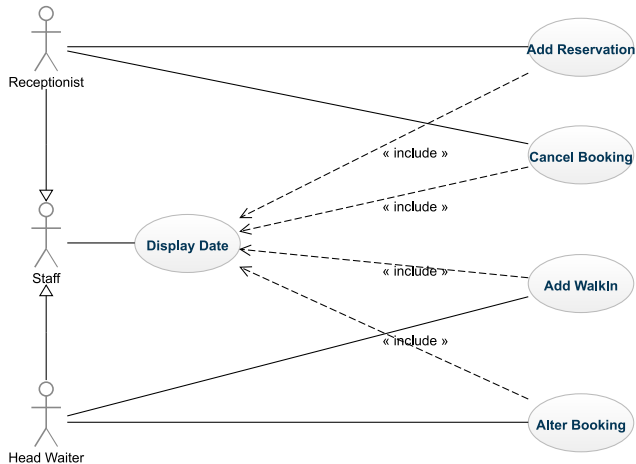 Add Reservation
Receptionist
« include »
Cancel Booking
« include »
Display Date
Staff
« include »
Add WalkIn
« include »
Alter Booking
Head Waiter